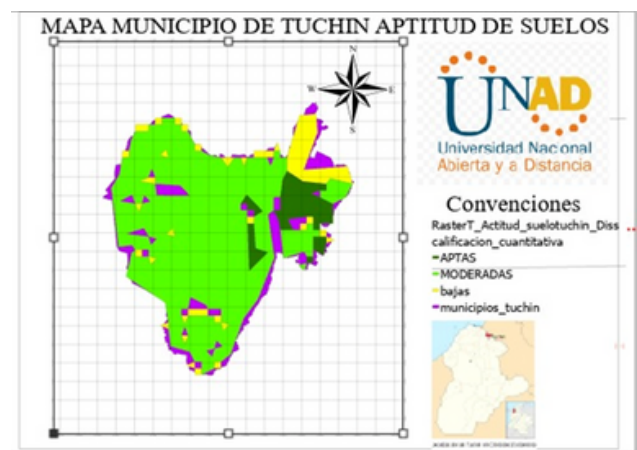 MAPA MUNICIPIO DE TUCHIN APTITUD DE SUELOS
N
W
E
S
UNAD
Universidad Nacional
Abierta y a Distancia
Convenciones
RasterT_Actitud_suelotuchin_Diss
calificacion_cuantitativa
APTAS
MODERADAS
bajas
municipios_tuchin